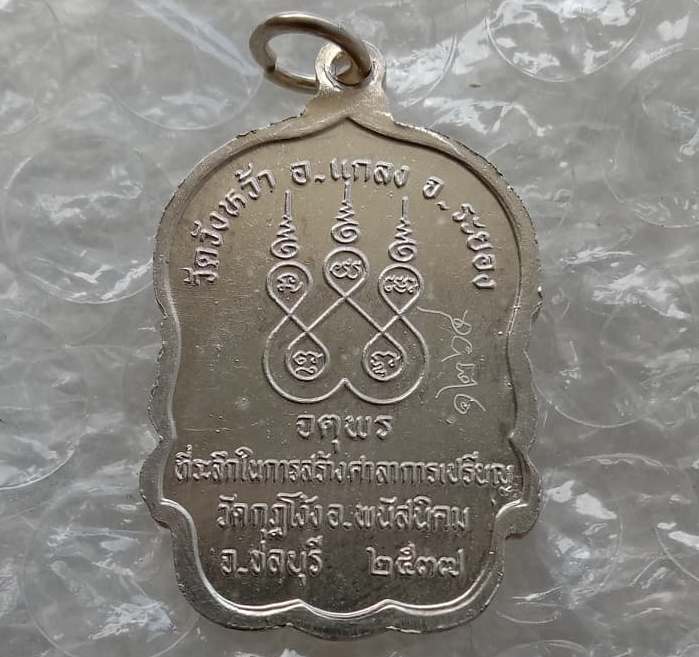 วัดวังหว้า อ.แกลง จ.ระยอง
จตุพร
ที่ระลึกในการสร้างศาลาการเปรียญ
วัดกุฎโง้ง อ.พนัสนิคม
จ.ชลบุรี ๒๕๓๗